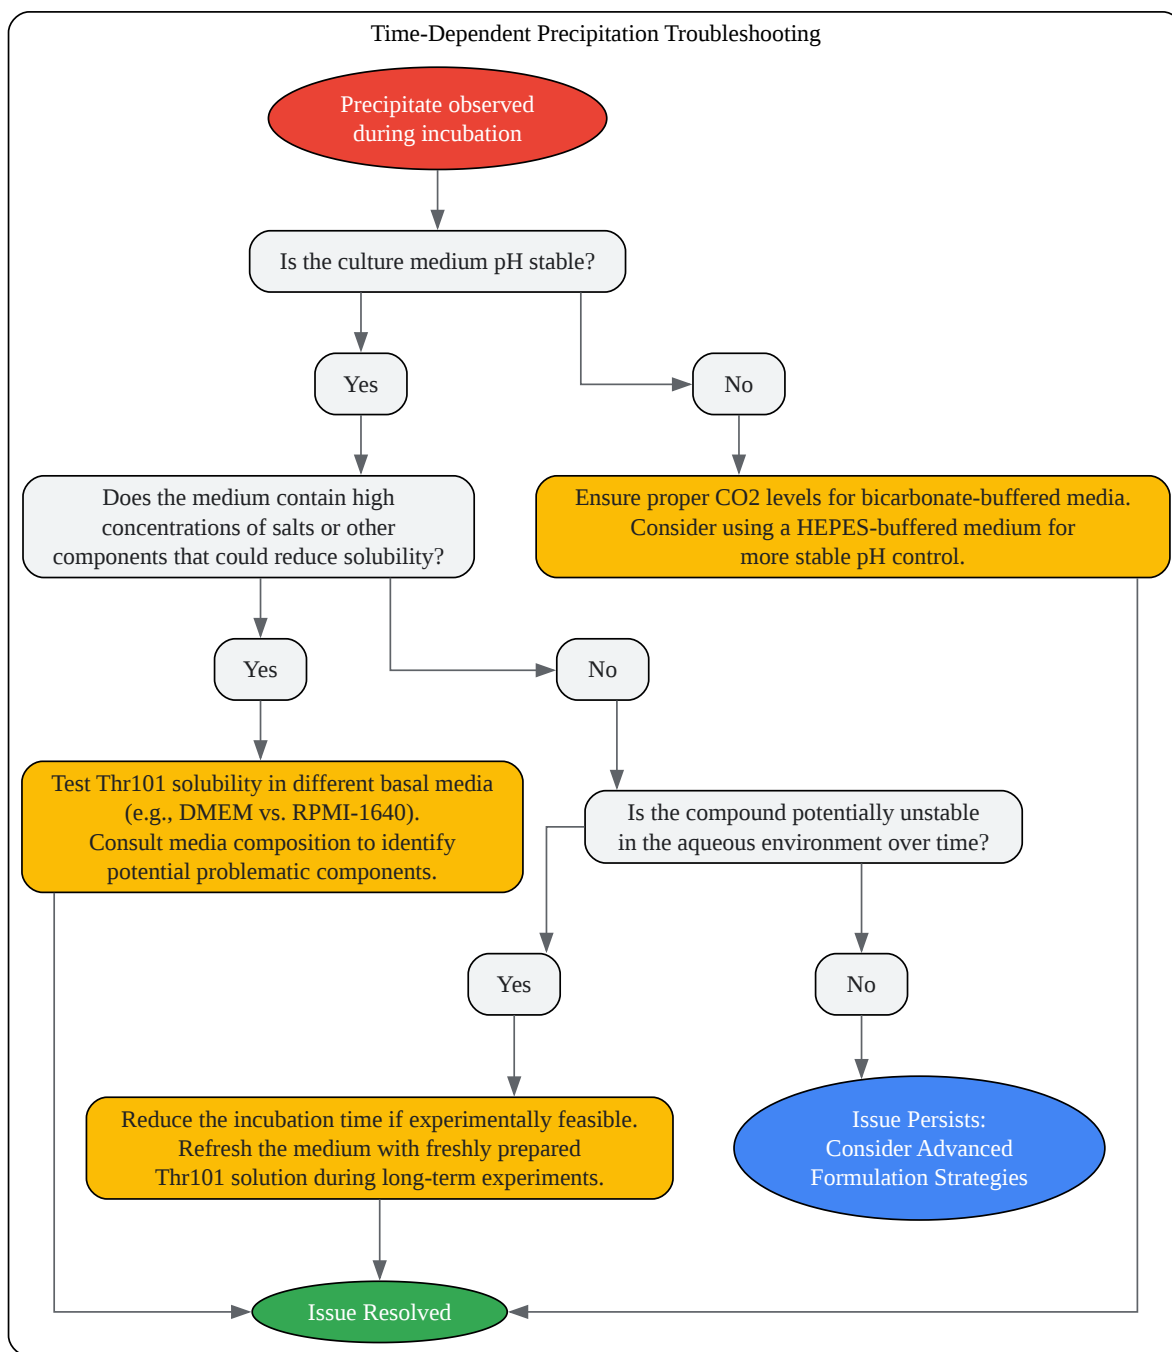 Time-Dependent Precipitation Troubleshooting
Precipitate observed
during incubation
Is the culture medium pH stable?
Yes
No
Does the medium contain high
concentrations of salts or other
components that could reduce solubility?
Ensure proper CO2 levels for bicarbonate-buffered media.
Consider using a HEPES-buffered medium for
more stable pH control.
Yes
No
Test Thr101 solubility in different basal media
(e.g., DMEM vs. RPMI-1640).
Consult media composition to identify
potential problematic components.
Is the compound potentially unstable
in the aqueous environment over time?
Yes
No
Reduce the incubation time if experimentally feasible.
Refresh the medium with freshly prepared
Thr101 solution during long-term experiments.
Issue Persists:
Consider Advanced
Formulation Strategies
Issue Resolved